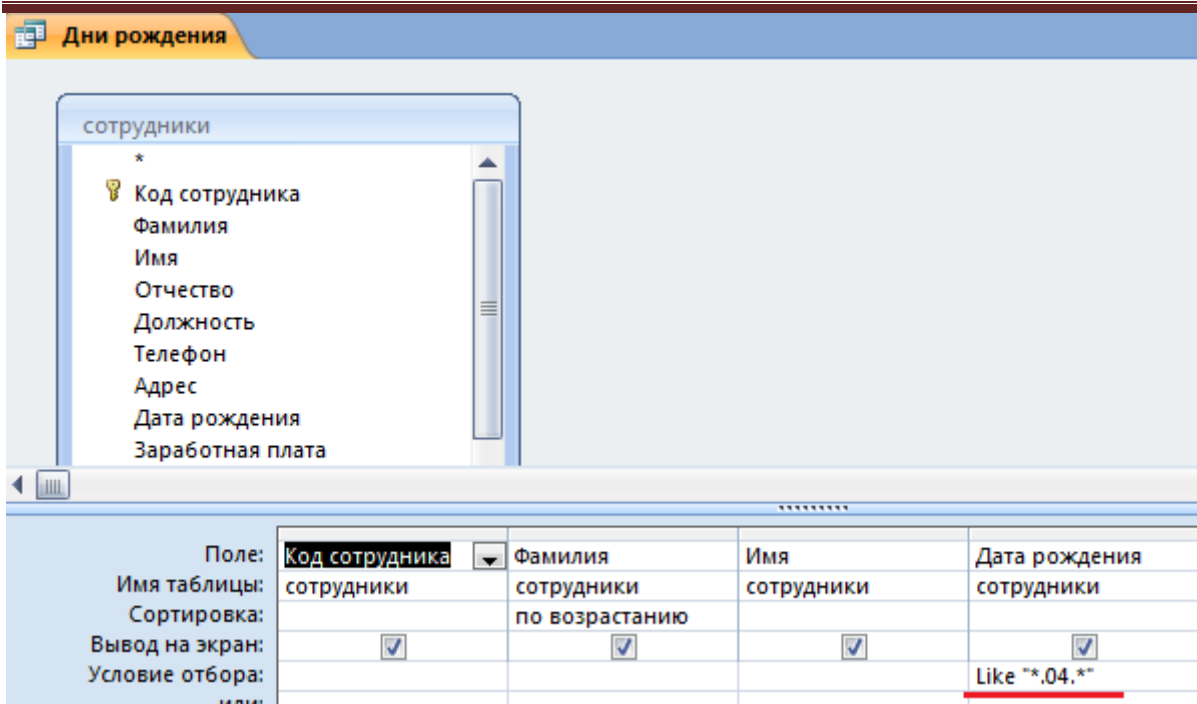 Дни рождения
сотрудники
*
Код сотрудника
Фамилия
Имя
Отчество
Должность
Телефон
Адрес
Дата рождения
Заработная плата
Поле: Код сотрудника Фамилия Имя Дата рождения
Имя таблицы: сотрудники сотрудники сотрудники сотрудники
Сортировка: по возрастанию
Вывод на экран:
Условие отбора: Like "*.04.*"
или: